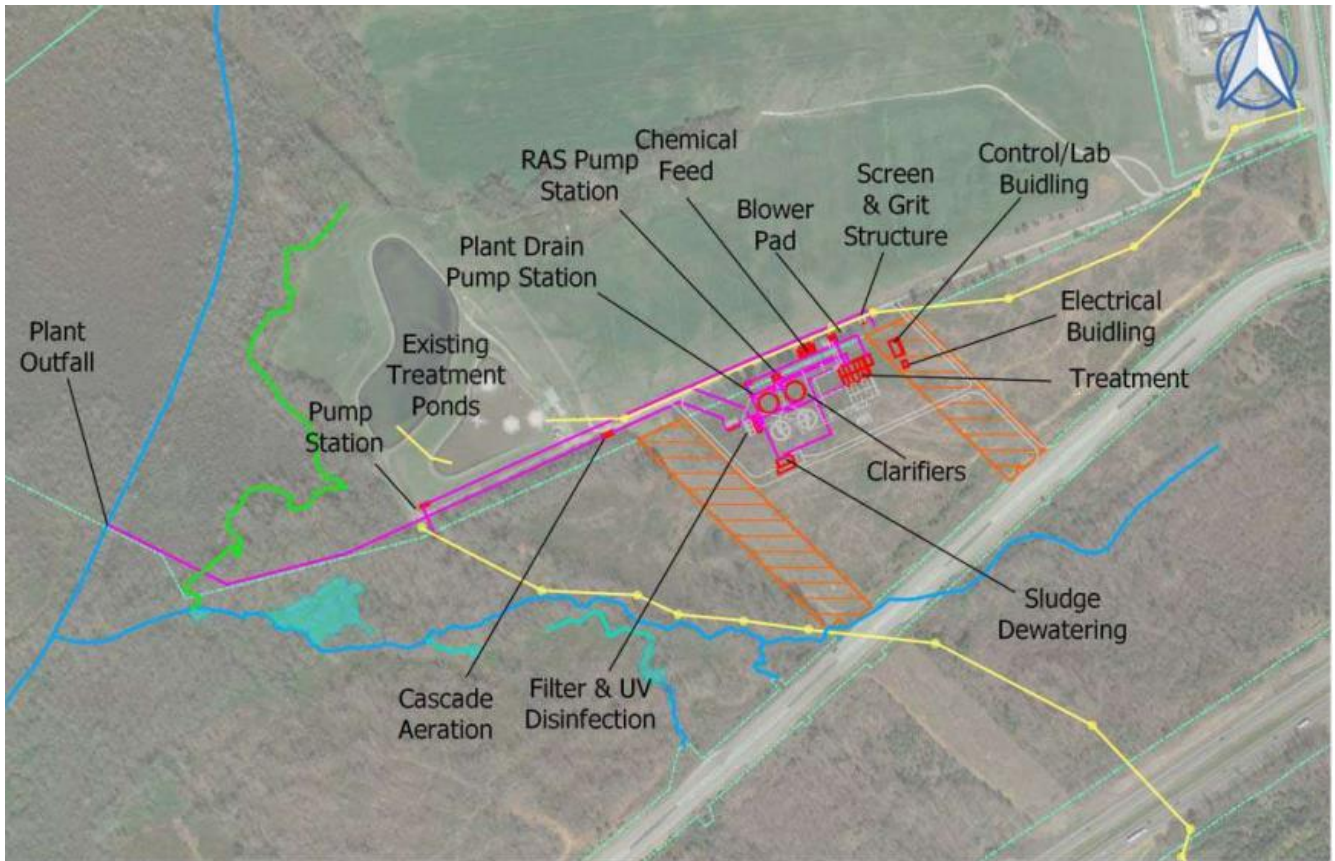 Chemical
Feed
RAS Pump
Station
Control/Lab
Buidling
Screen
& Grit
Structure
Blower
Pad
Plant Drain
Pump Station
Electrical
Buidling
Plant
Outfall
Existing
Treatment
Ponds
Treatment
Pump
Station
Clarifiers
Sludge
Dewatering
Cascade
Aeration
Filter & UV
Disinfection